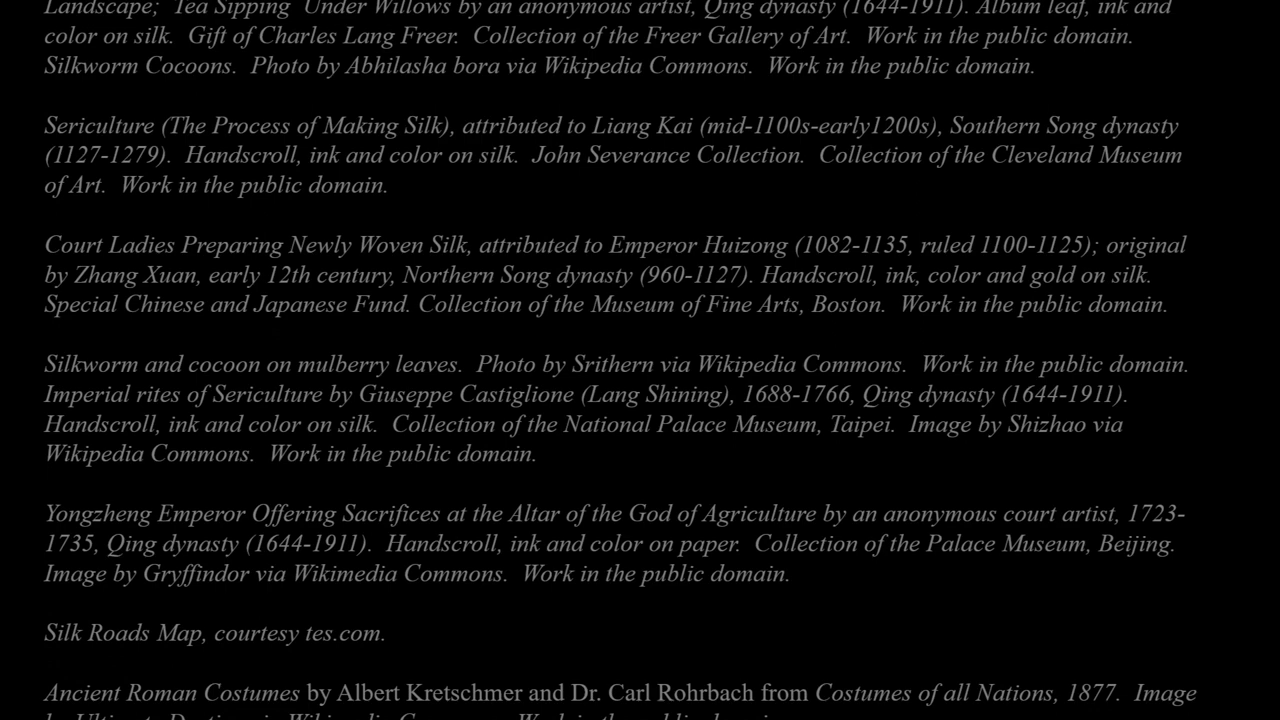 Landscape; 'Tea Sipping' Under Willows by an anonymous artist, Qing dynasty (1644-1911). Album leaf, ink and
color on silk.  Gift of Charles Lang Freer.  Collection of the Freer Gallery of Art.  Work in the public domain.
Silkworm Cocoons.  Photo by Abhilasha bora via Wikipedia Commons.  Work in the public domain.
Sericulture (The Process of Making Silk), attributed to Liang Kai (mid-1100s-early1200s), Southern Song dynasty
(1127-1279).  Handscroll, ink and color on silk.  John Severance Collection.  Collection of the Cleveland Museum
of Art.  Work in the public domain.
Court Ladies Preparing Newly Woven Silk, attributed to Emperor Huizong (1082-1135, ruled 1100-1125); original
by Zhang Xuan, early 12th century, Northern Song dynasty (960-1127). Handscroll, ink, color and gold on silk.
Special Chinese and Japanese Fund. Collection of the Museum of Fine Arts, Boston.  Work in the public domain.
Silkworm and cocoon on mulberry leaves.  Photo by Srithern via Wikipedia Commons.  Work in the public domain.
Imperial rites of Sericulture by Giuseppe Castiglione (Lang Shining), 1688-1766, Qing dynasty (1644-1911).
Handscroll, ink and color on silk.  Collection of the National Palace Museum, Taipei.  Image by Shizhao via
Wikipedia Commons.  Work in the public domain.
Yongzheng Emperor Offering Sacrifices at the Altar of the God of Agriculture by an anonymous court artist, 1723-
1735, Qing dynasty (1644-1911).  Handscroll, ink and color on paper.  Collection of the Palace Museum, Beijing.
Image by Gryffindor via Wikimedia Commons.  Work in the public domain.
Silk Roads Map, courtesy tes.com.
Ancient Roman Costumes by Albert Kretschmer and Dr. Carl Rohrbach from Costumes of all Nations, 1877.  Image